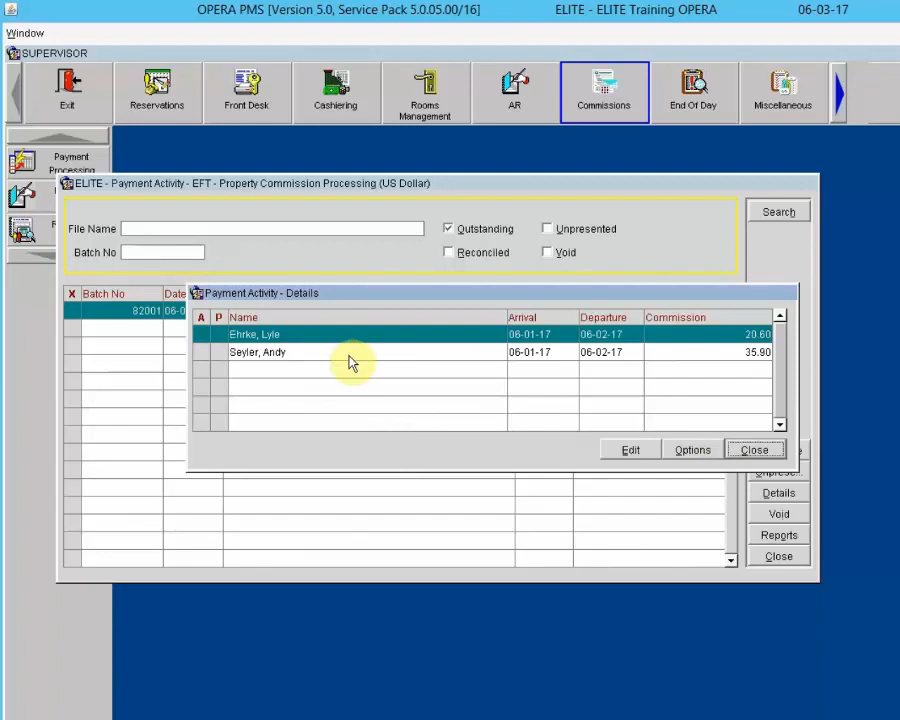 OPERA PMS [Version 5.0, Service Pack 5.0.05.00/16] ELITE - ELITE Training OPERA 06-03-17
Window
SUPERVISOR
Exit
Reservations
Front Desk
Cashiering
Rooms
Management
AR
Commissions
End Of Day
Miscellaneous
Payment
Processing
ELITE - Payment Activity - EFT - Property Commission Processing (US Dollar)
File Name
Outstanding
Unpresented
Search
Batch No
Reconciled
Void
X Batch No Date
82001 06-0
Payment Activity - Details
A P Name Arrival Departure Commission
Ehrke, Lyle 06-01-17 06-02-17 20.60
Seyler, Andy 06-01-17 06-02-17 35.90
Edit
Options
Close
Details
Void
Reports
Close